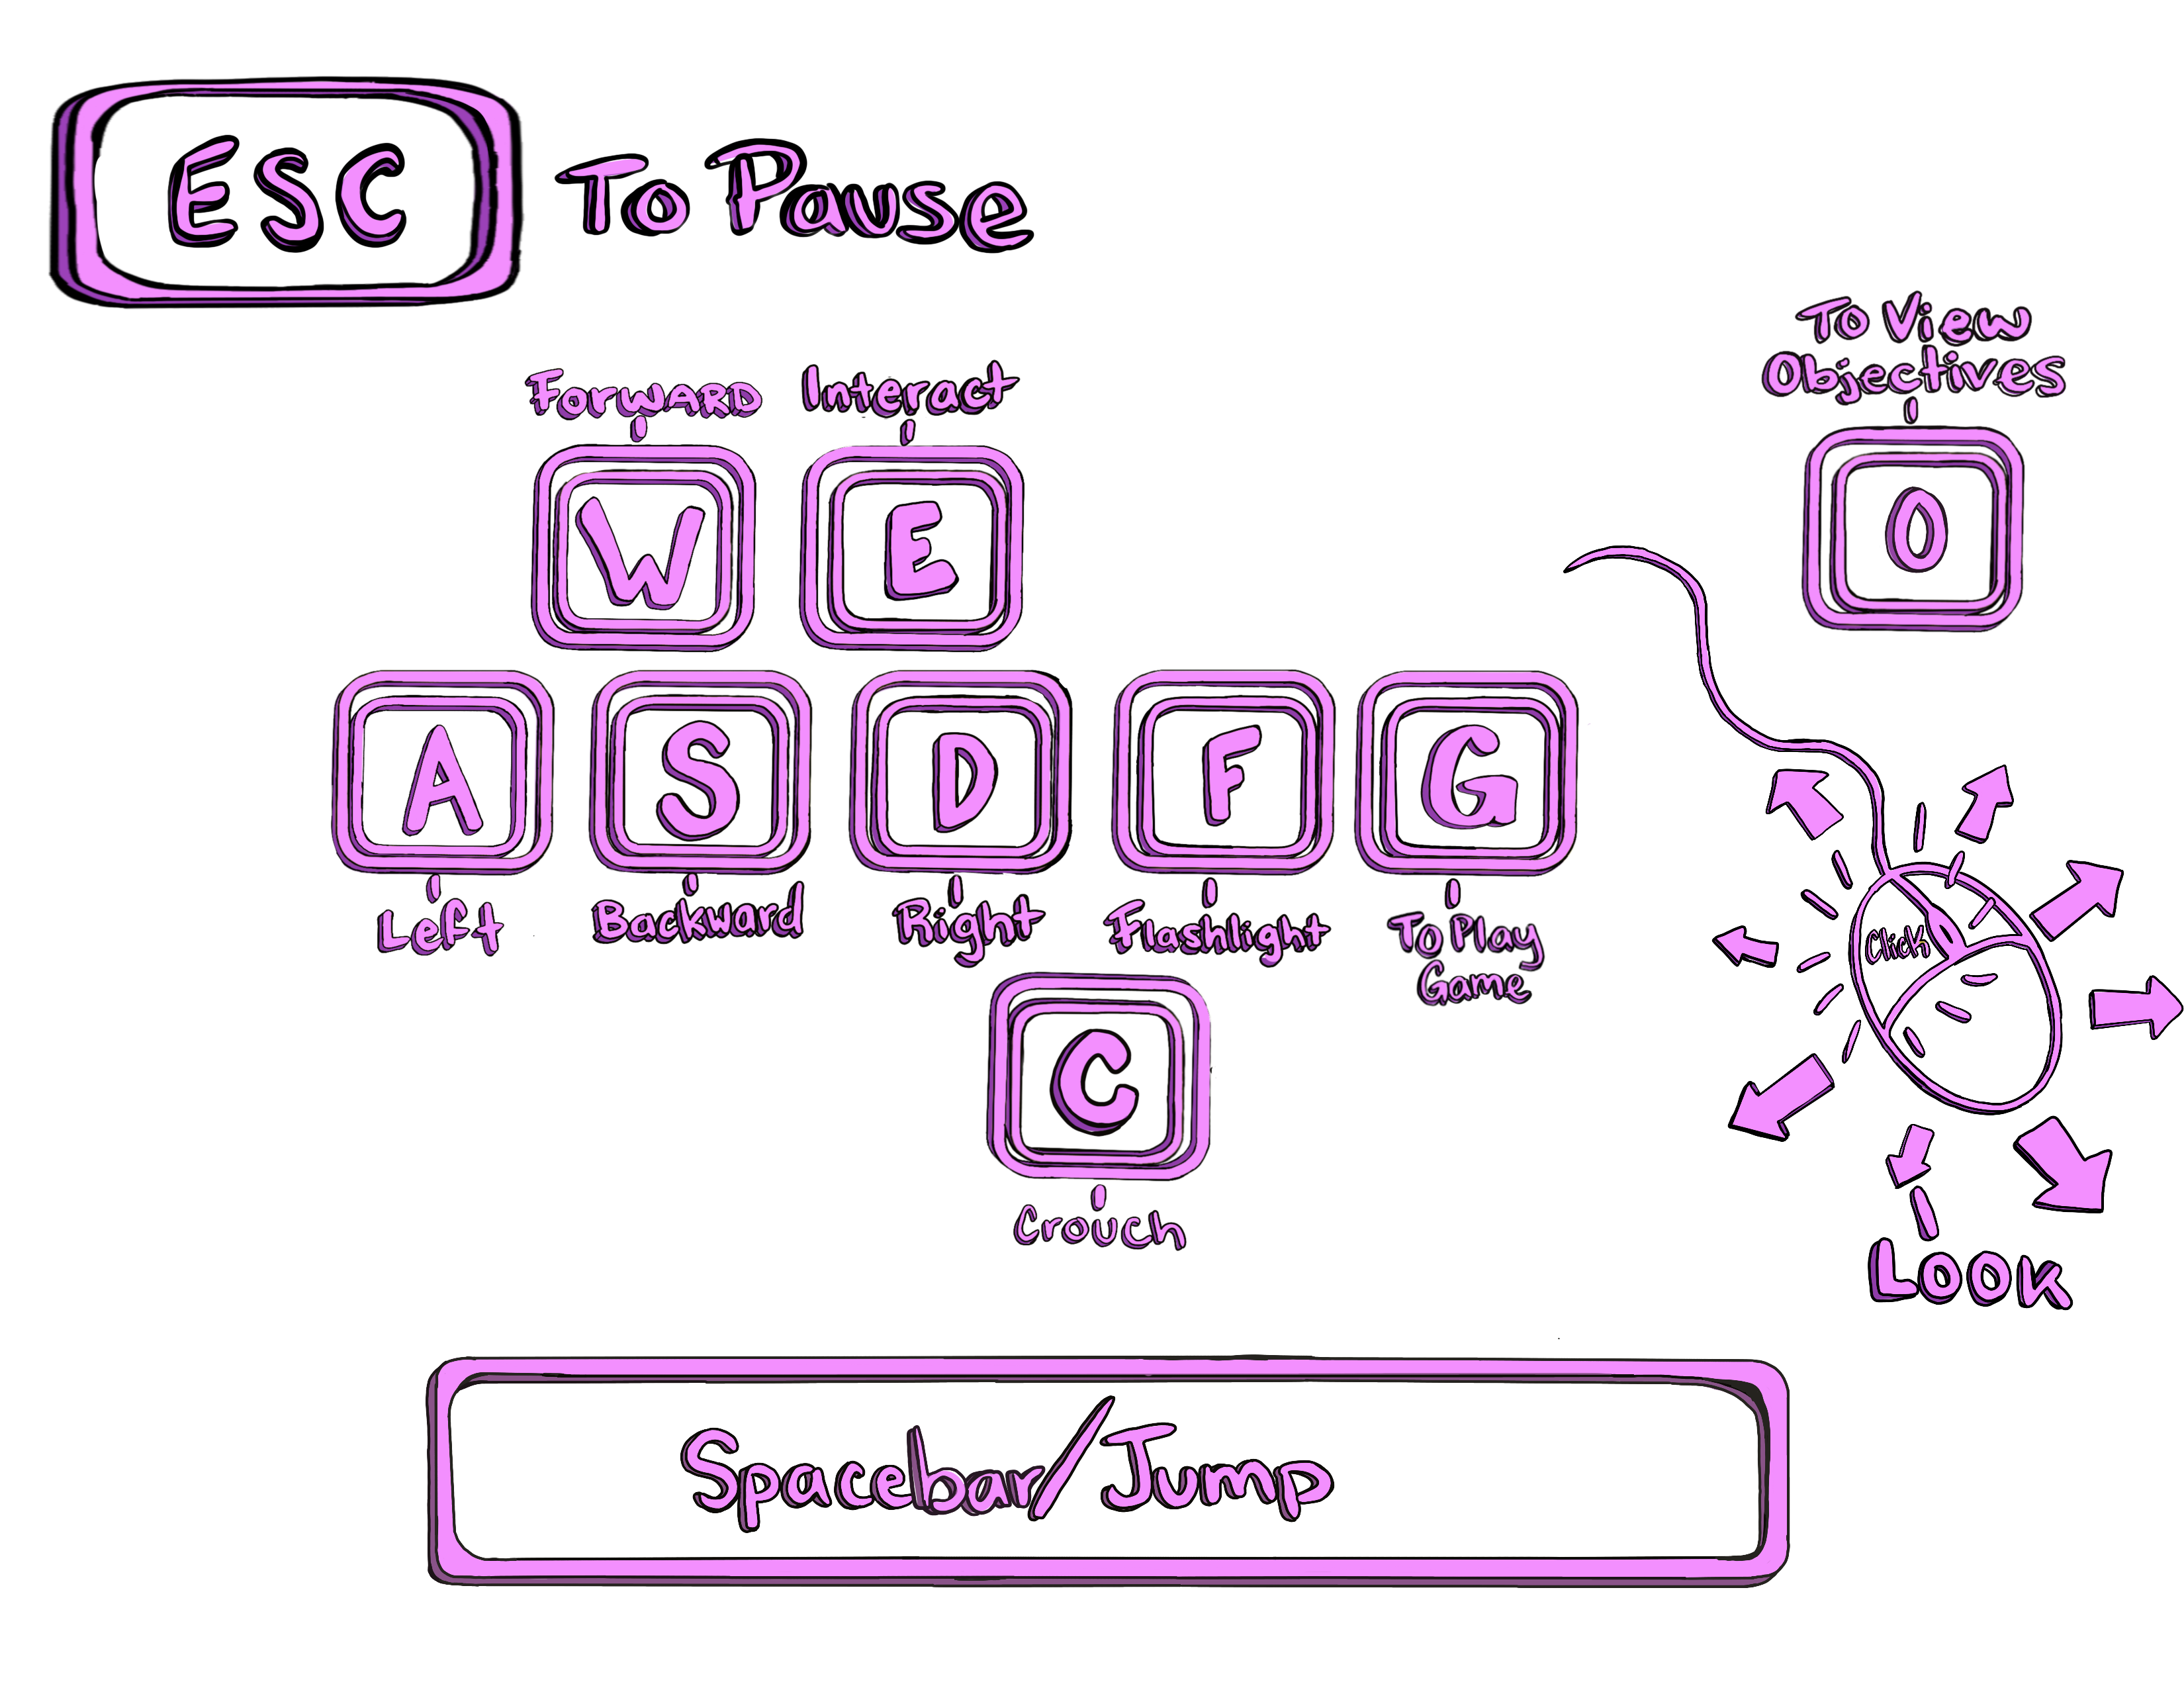 ESC To Pause
To View
Objectives
Forward Interact
W E
O
A S D F G
Left Backward Right Flashlight To Play
Game
Click
C
Crouch
Look
Spacebar/Jump